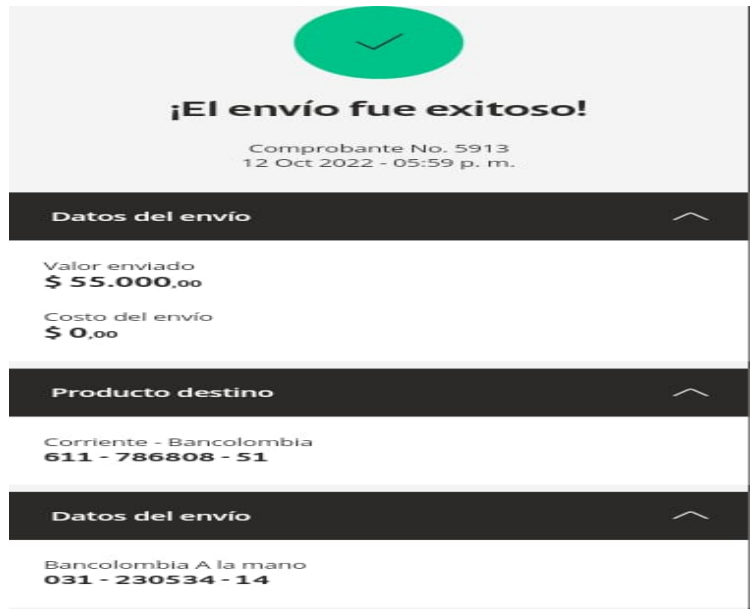 ¡El envío fue exitoso!
Comprobante No. 5913
12 Oct 2022 - 05:59 p. m.
Datos del envío
Valor enviado
$ 55.000,00
Costo del envío
$ 0,00
Producto destino
Corriente - Bancolombia
611 - 786808 - 51
Datos del envío
Bancolombia A la mano
031 - 230534 - 14